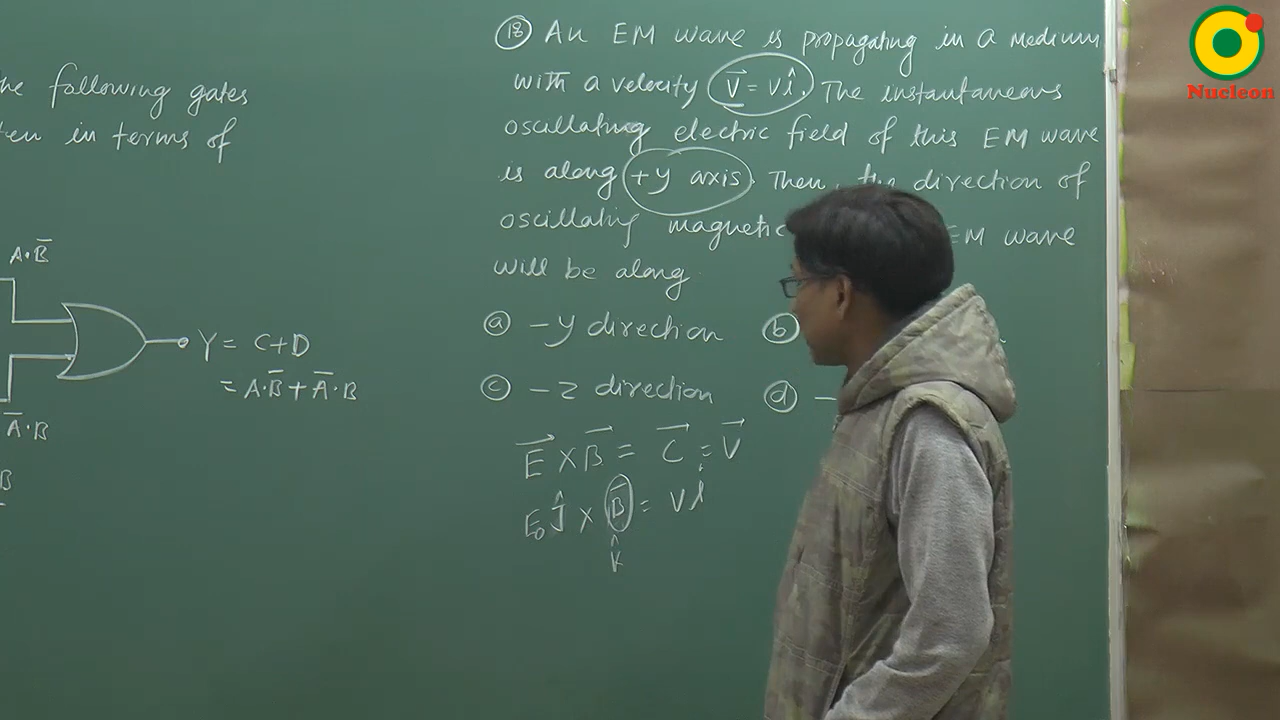 he following gates
ten in terms of
A·B̅
Y = C+D
= A·B̅ + A̅·B
A̅·B
B
(18) An EM wave is propagating in a medium
with a velocity V⃗ = vî. The instantaneous
oscillating electric field of this EM wave
is along +y axis. Then, the direction of
oscillating magnetic EM wave
will be along
(a) -y direction (b)
(c) -z direction (d) -
E⃗ × B⃗ = C⃗ = V⃗
E₀ ĵ × B⃗ = vî
k̂
Nucleon